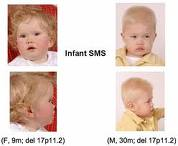 Infant SMS
(F, 9m; del 17p11.2)
(M, 30m; del 17p11.2)